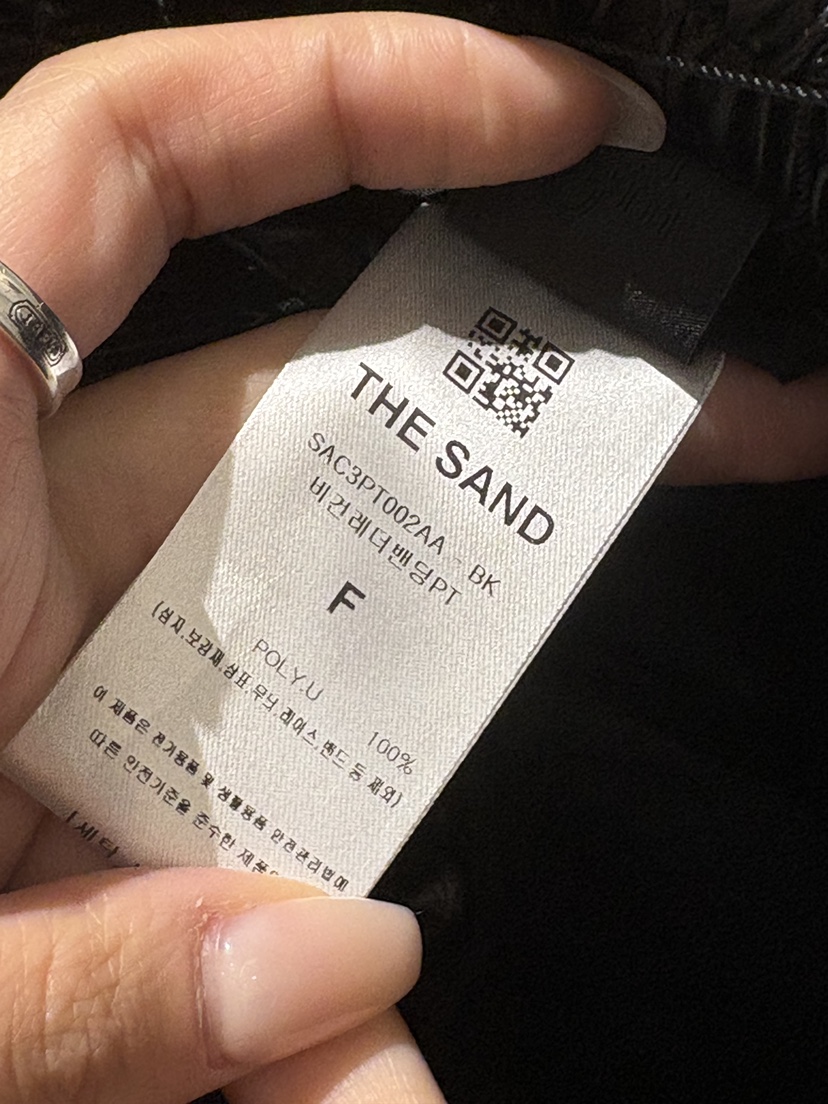 THE SAND
SAC3PT002AA - BK
비건레더밴딩PT
F
POLY.U 100%
(심지.보강재.상표.무늬.레이스.밴드 등 제외)
이 제품은 전기용품 및 생활용품 안전관리법에
따른 안전기준을 준수한 제품